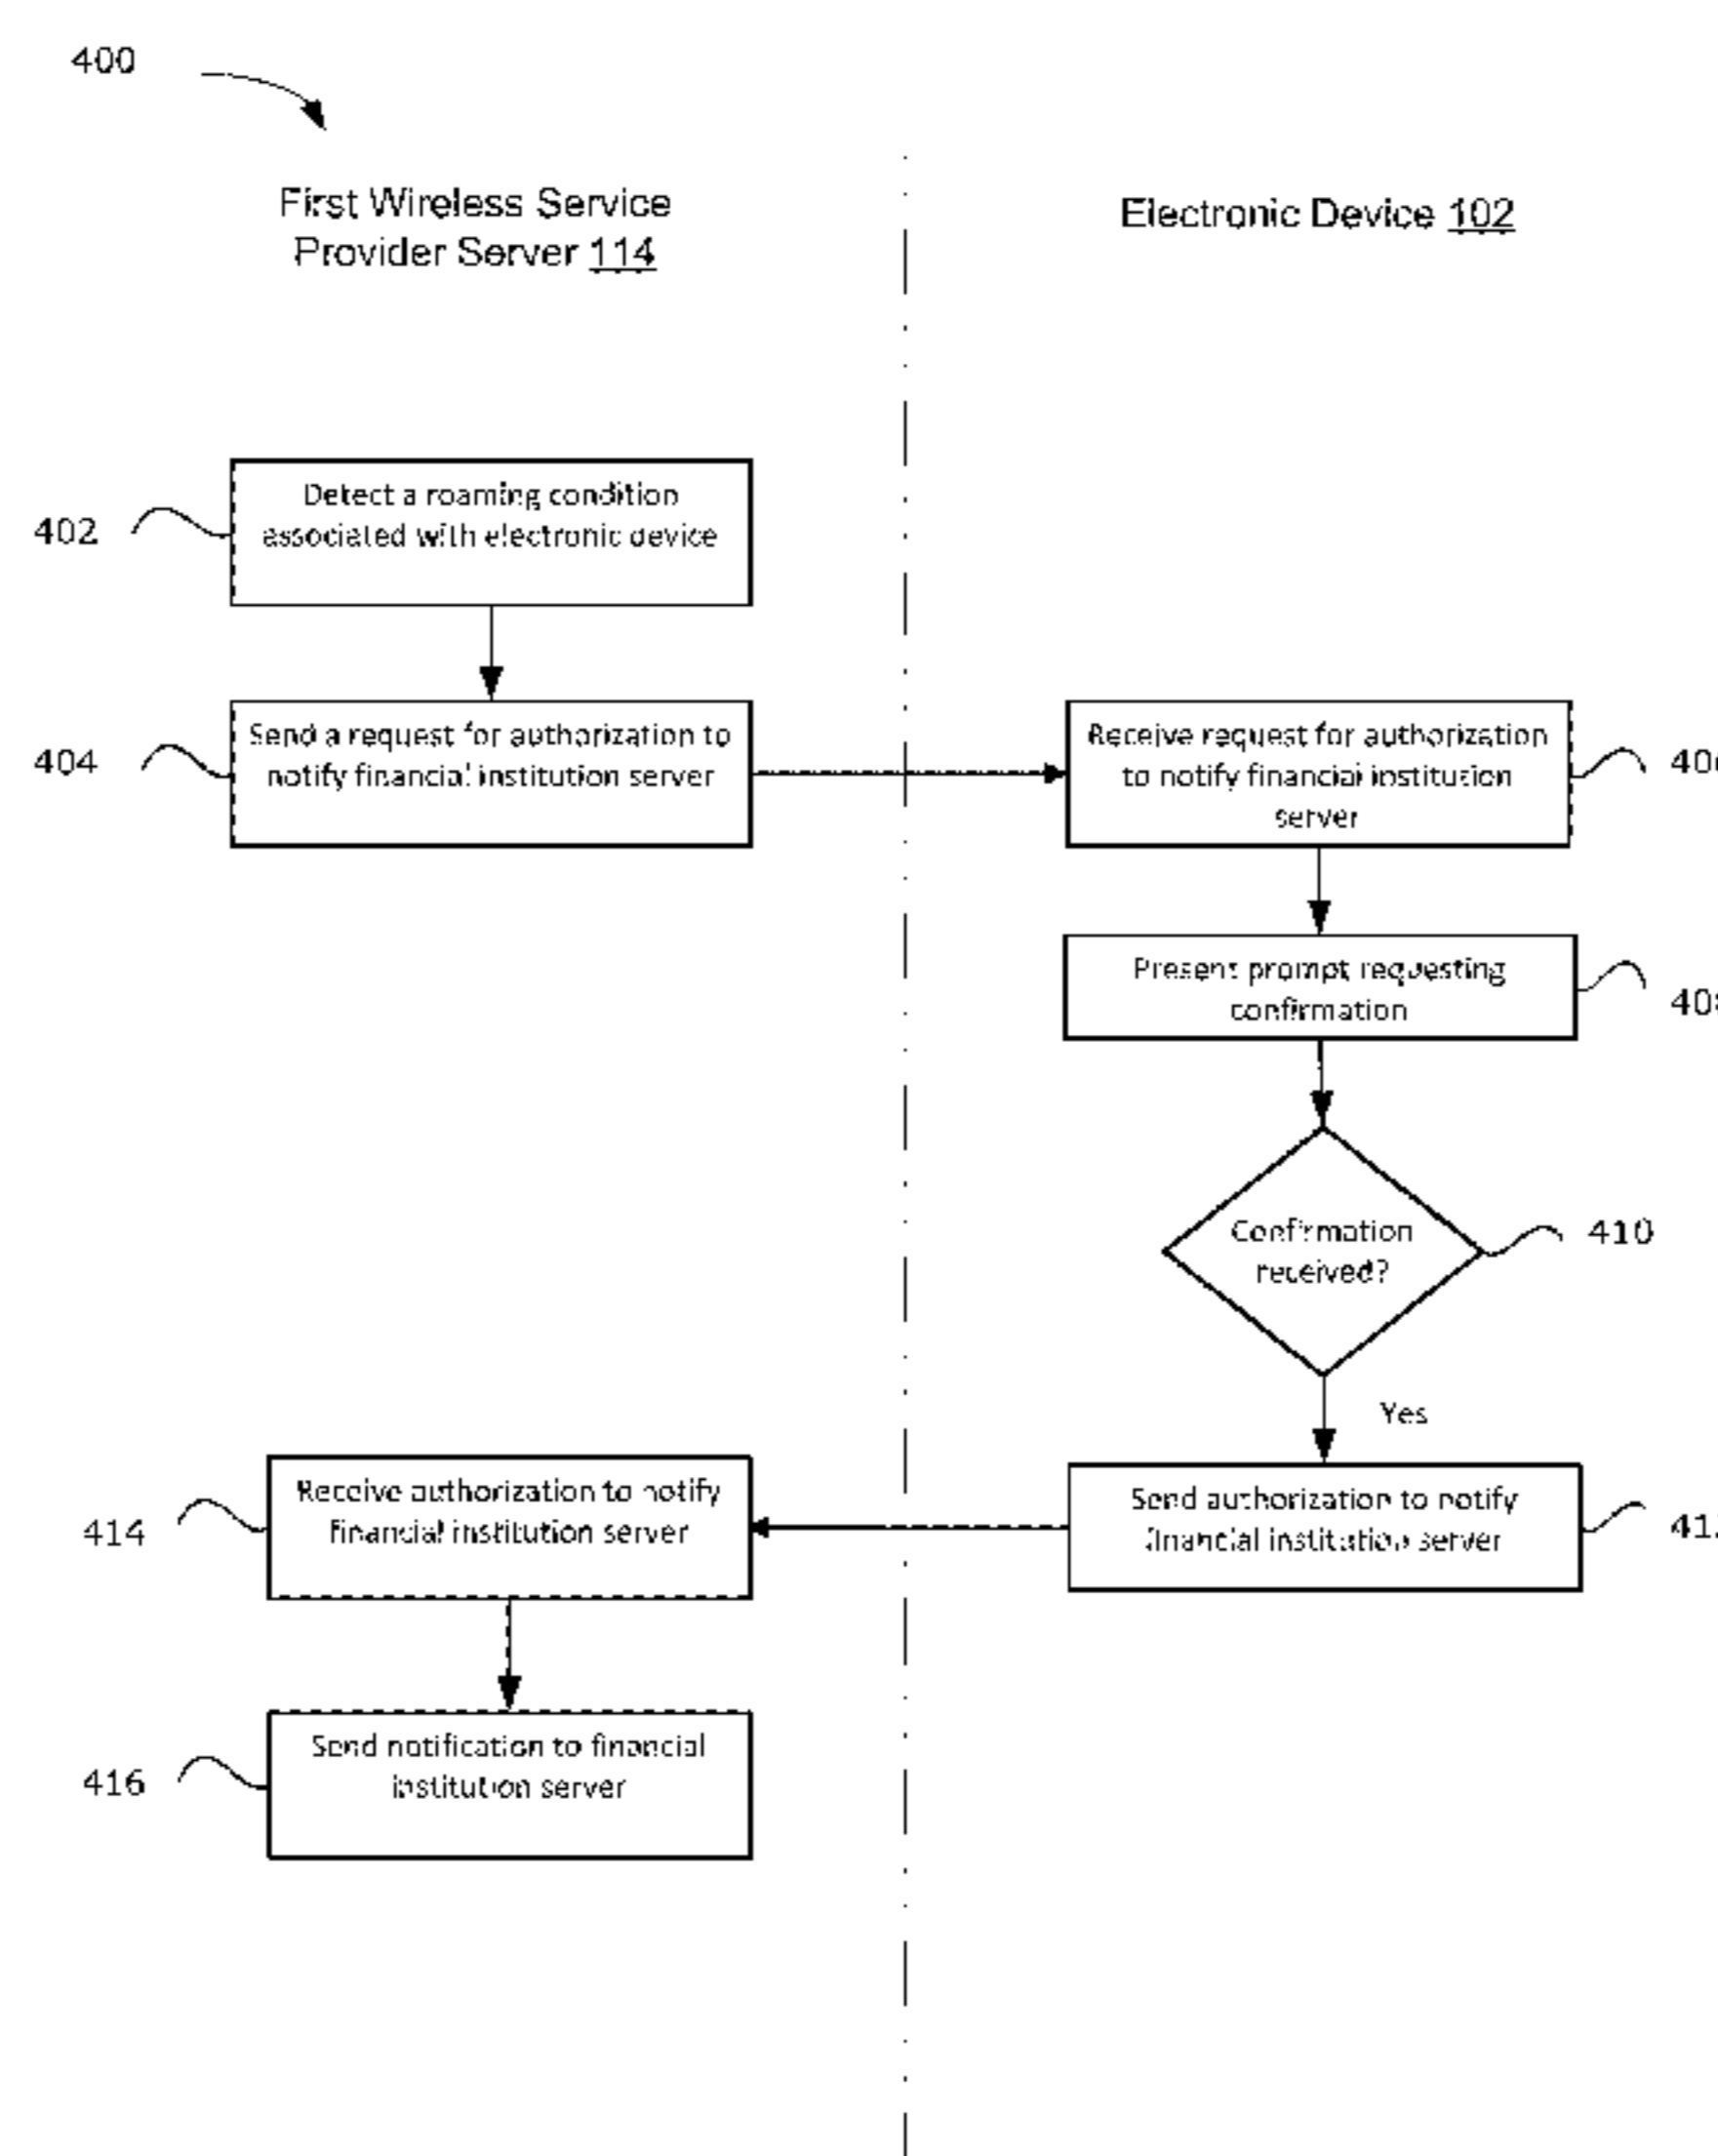 400
First Wireless Service
Provider Server 114
Electronic Device 102
402
Detect a roaming condition
associated with electronic device
404
Send a request for authorization to
notify financial institution server
Receive request for authorization
to notify financial institution
server
Present prompt requesting
confirmation
Confirmation
received?
410
Yes
414
Receive authorization to notify
financial institution server
Send authorization to notify
financial institution server
416
Send notification to financial
institution server